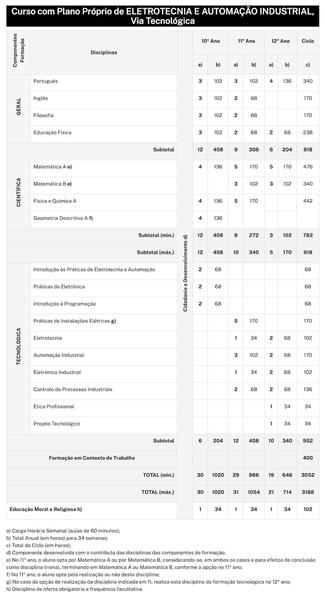 Curso com Plano Próprio de ELETROTECNIA E AUTOMAÇÃO INDUSTRIAL,
Via Tecnológica
Componentes Formação Disciplinas 10º Ano 11º Ano 12º Ano Ciclo
a) b) a) b) a) b) c)
GERAL
Português 3 102 3 102 4 136 340
Inglês 3 102 2 68 170
Filosofia 3 102 2 68 170
Educação Física 3 102 2 68 2 68 238
Subtotal 12 408 9 306 6 204 918
CIENTÍFICA
Matemática A e) 4 136 5 170 5 170 476
Matemática B e) 3 102 3 102 340
Física e Química A 4 136 5 170 442
Geometria Descritiva A f) 4 136
Subtotal (mín.) 12 408 8 272 3 102 782
Subtotal (máx.) 12 408 10 340 5 170 918
Cidadania e Desenvolvimento d)
TECNOLÓGICA
Introdução às Práticas de Eletrotecnia e Automação 2 68 68
Práticas de Eletrónica 2 68 68
Introdução à Programação 2 68 68
Práticas de Instalações Elétricas g) 5 170 170
Eletrotecnia 1 34 2 68 102
Automação Industrial 3 102 2 68 170
Eletrónica Industrial 1 34 2 68 102
Controlo de Processos Industriais 2 68 2 68 136
Ética Profissional 1 34 34
Projeto Tecnológico 1 34 34
Subtotal 6 204 12 408 10 340 952
Formação em Contexto de Trabalho 400
TOTAL (mín.) 30 1020 29 986 19 646 3052
TOTAL (máx.) 30 1020 31 1054 21 714 3188
Educação Moral e Religiosa h) 1 34 1 34 1 34 102
a) Carga Horária Semanal (aulas de 60 minutos);
b) Total Anual (em horas) para 34 semanas;
c) Total do Ciclo (em horas);
d) Componente desenvolvida com o contributo das disciplinas das componentes de formação;
e) No 11º ano, o aluno opta por Matemática A ou por Matemática B, considerando-se, em ambos os casos e para efeitos de conclusão
como disciplina trienal, terminando em Matemática A ou Matemática B, conforme a opção no 11º ano;
f) No 11º ano, o aluno opta pela realização ou não desta disciplina;
g) No caso da opção de realização da disciplina indicada em f), realiza esta disciplina da formação tecnológica no 12º ano;
h) Disciplina de oferta obrigatória e frequência facultativa.